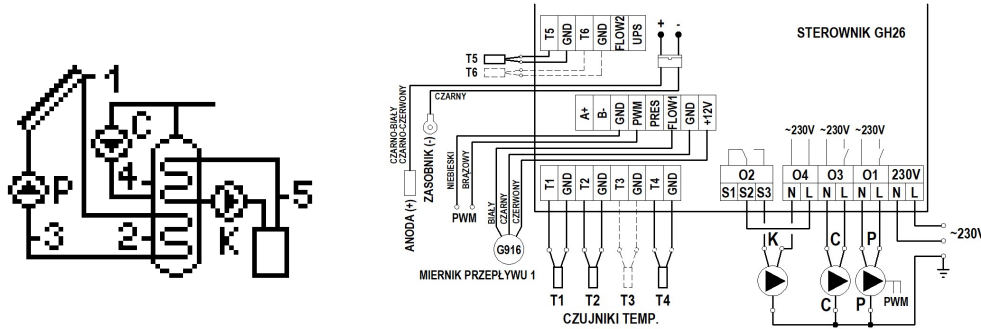 1
C
P
4
5
3
2
K
STEROWNIK GH26
T5
GND
T6
GND
FLOW2
UPS
+
-
T5
T6
CZARNO-BIAŁY
CZARNO-CZERWONY
CZARNY
ZASOBNIK (-)
ANODA (+)
A+
B-
GND
PWM
PRES
FLOW1
GND
+12V
NIEBIESKI
BRĄZOWY
PWM
BIAŁY
CZARNY
CZERWONY
G916
MIERNIK PRZEPŁYWU 1
T1
GND
T2
GND
T3
GND
T4
GND
T1 T2 T3 T4
CZUJNIKI TEMP.
~230V ~230V ~230V
O2 O4 O3 O1 230V
S1 S2 S3 N L N L N L N L
K C P
~230V
C P PWM